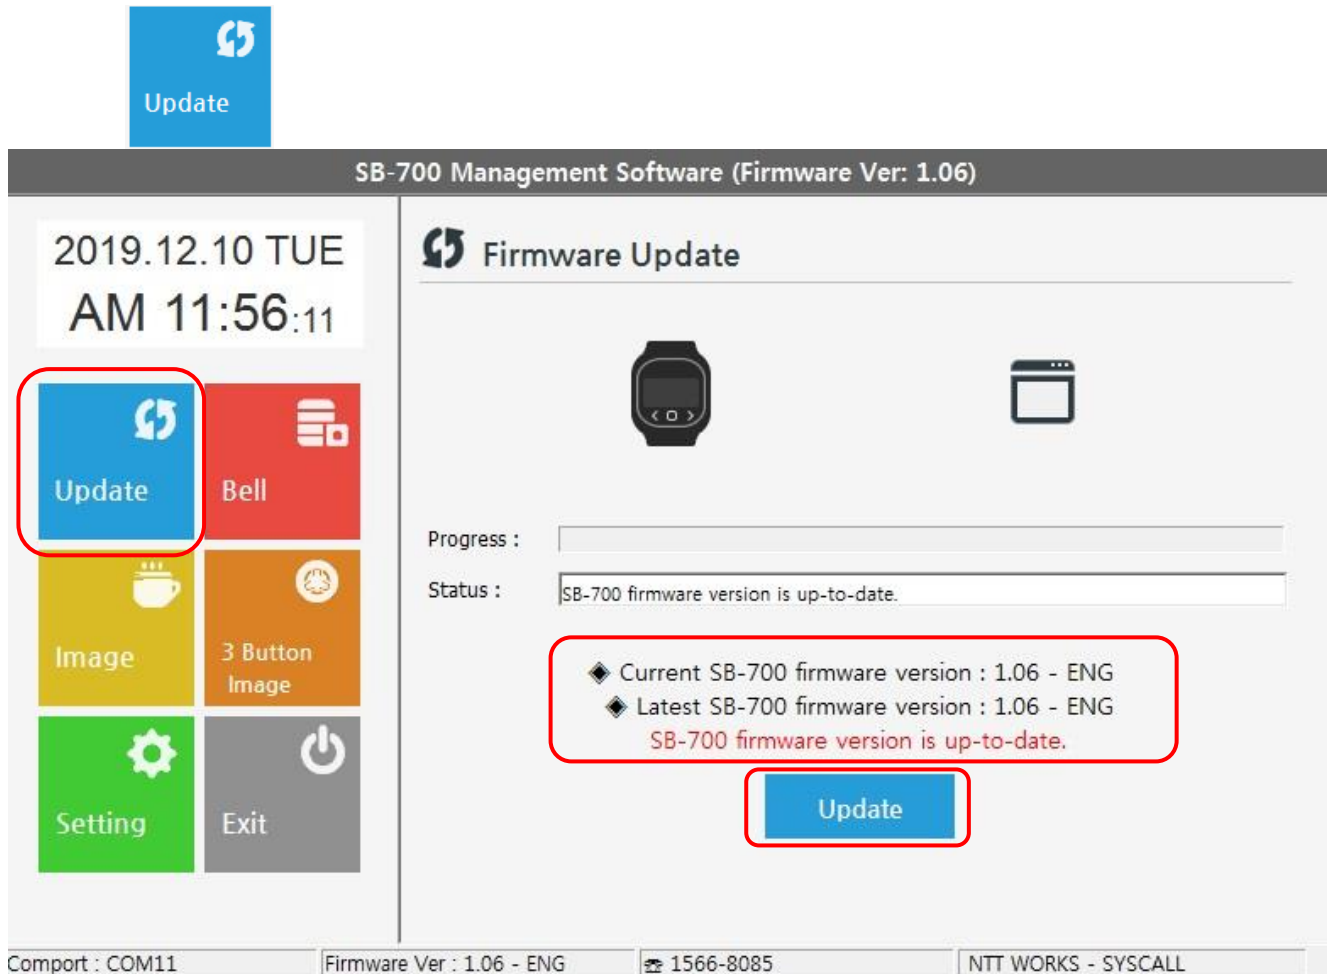 Update
SB-700 Management Software (Firmware Ver: 1.06)
2019.12.10 TUE
AM 11:56:11
Update
Bell
Image
3 Button
Image
Setting
Exit
Firmware Update
Progress :
Status :
SB-700 firmware version is up-to-date.
◈ Current SB-700 firmware version : 1.06 - ENG
◈ Latest SB-700 firmware version : 1.06 - ENG
SB-700 firmware version is up-to-date.
Update
Comport : COM11
Firmware Ver : 1.06 - ENG
☎ 1566-8085
NTT WORKS - SYSCALL